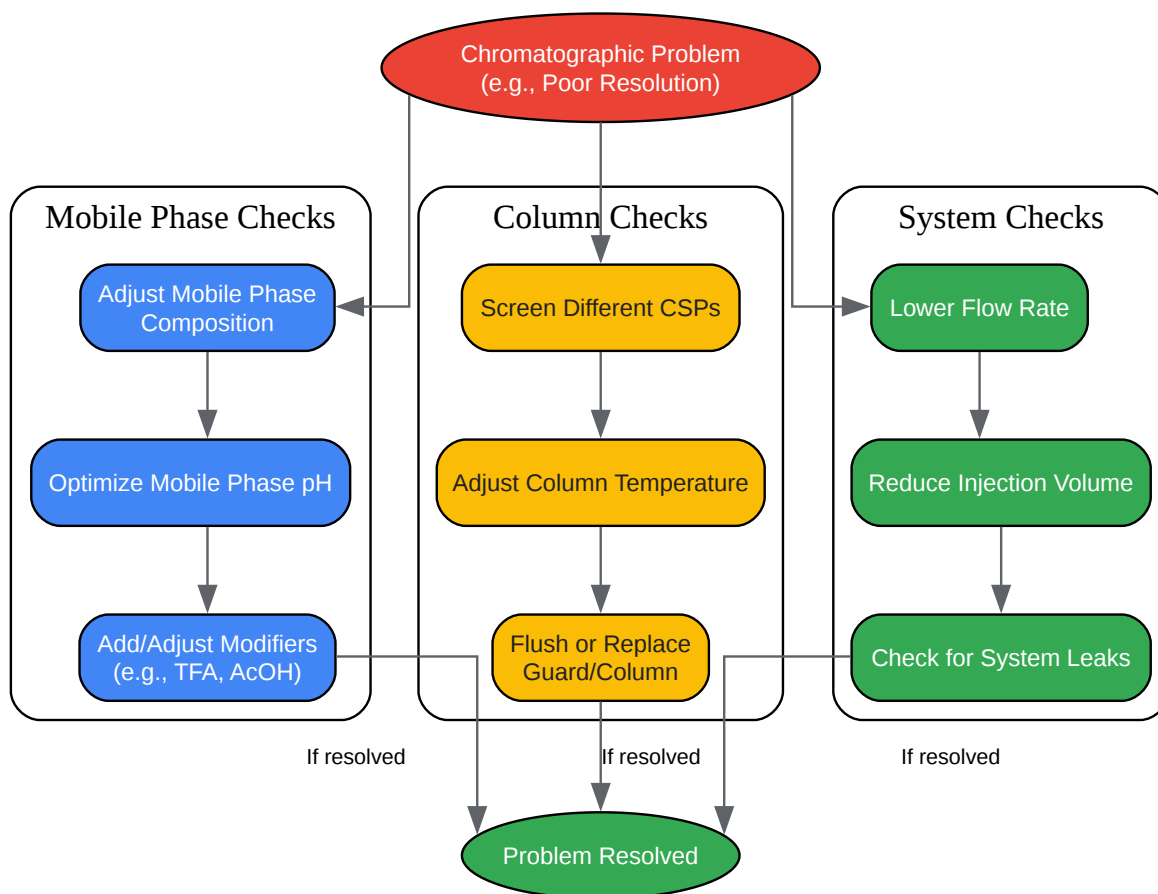 Chromatographic Problem
(e.g., Poor Resolution)
Mobile Phase Checks
Adjust Mobile Phase
Composition
Optimize Mobile Phase pH
Add/Adjust Modifiers
(e.g., TFA, AcOH)
Column Checks
Screen Different CSPs
Adjust Column Temperature
Flush or Replace
Guard/Column
System Checks
Lower Flow Rate
Reduce Injection Volume
Check for System Leaks
If resolved
If resolved
If resolved
Problem Resolved